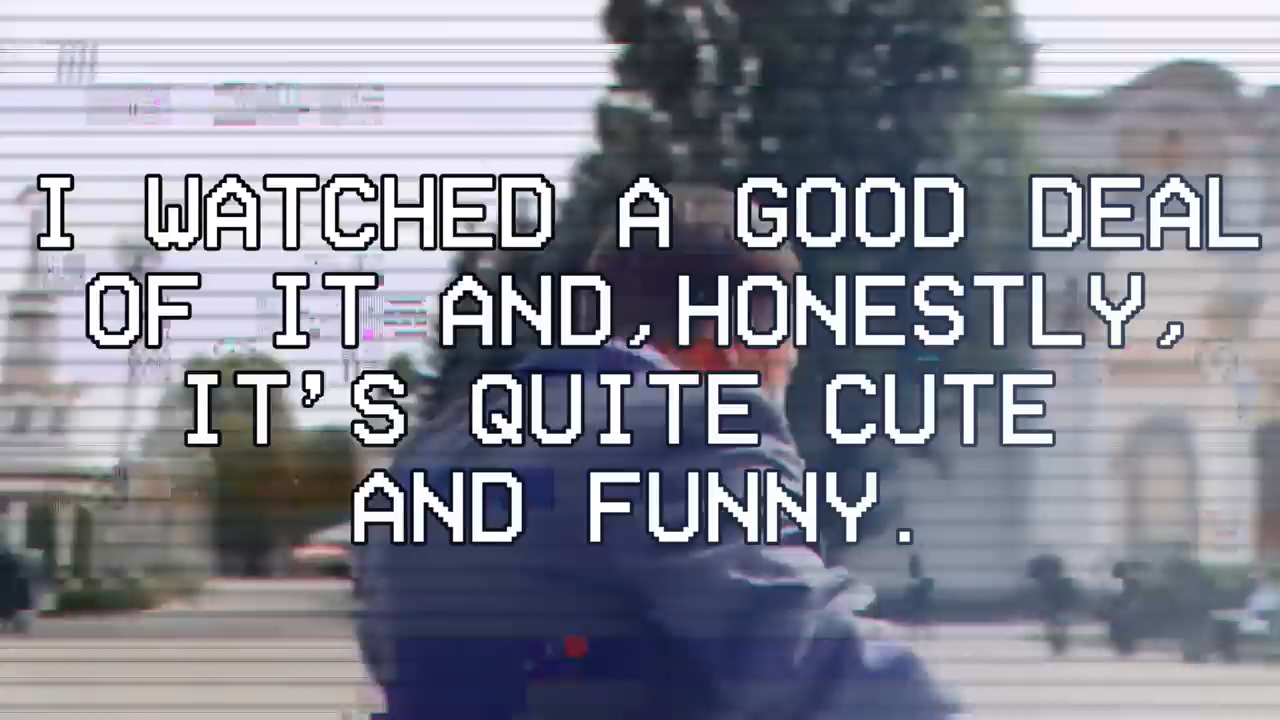 I WATCHED A GOOD DEAL
OF IT AND, HONESTLY,
IT'S QUITE CUTE
AND FUNNY.